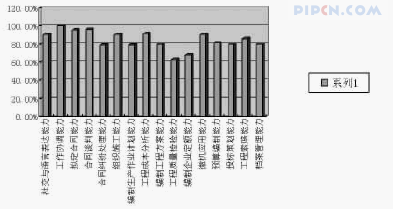 PIPCN.COM
120.00%
100.00%
80.00%
60.00%
40.00%
20.00%
0.00%
系列1
社交与语言表达能力
工作协调能力
拟定合同能力
合同谈判能力
合同纠纷处理能力
组织施工能力
编制生产作业计划能力
工程成本分析能力
编制工程方案能力
工程质量检验能力
编制企业定额能力
微机应用能力
预算编制能力
投标策划能力
工程索赔能力
档案管理能力